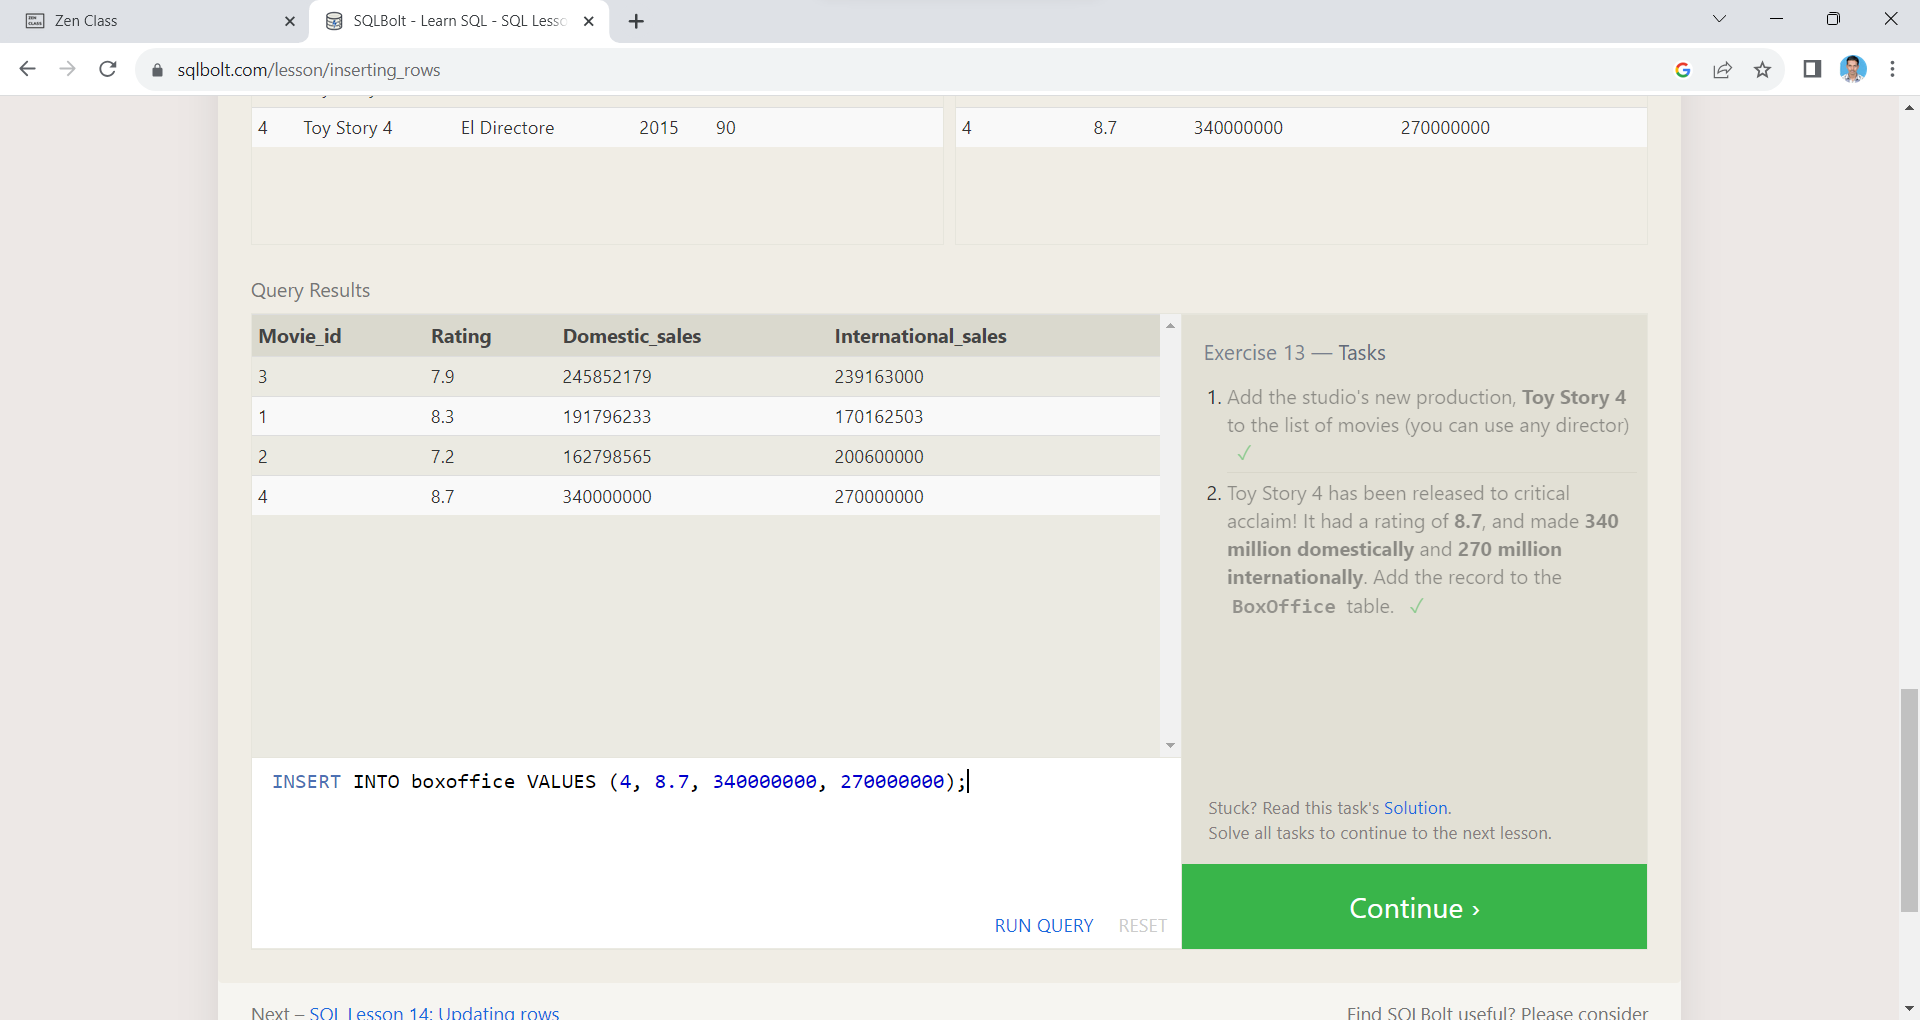 Zen Class
SQLBolt - Learn SQL - SQL Less
sqlbolt.com/lesson/inserting_rows
4 Toy Story 4 El Directore 2015 90
4 8.7 340000000 270000000
Query Results
Movie_id Rating Domestic_sales International_sales
3 7.9 245852179 239163000
1 8.3 191796233 170162503
2 7.2 162798565 200600000
4 8.7 340000000 270000000
Exercise 13 — Tasks
1. Add the studio's new production, Toy Story 4
to the list of movies (you can use any director)
✓
2. Toy Story 4 has been released to critical
acclaim! It had a rating of 8.7, and made 340
million domestically and 270 million
internationally. Add the record to the
BoxOffice table. ✓
INSERT INTO boxoffice VALUES (4, 8.7, 340000000, 270000000);
Stuck? Read this task's Solution.
Solve all tasks to continue to the next lesson.
RUN QUERY RESET
Continue ›
Next – SQL Lesson 14: Updating rows
Find SQLBolt useful? Please consider